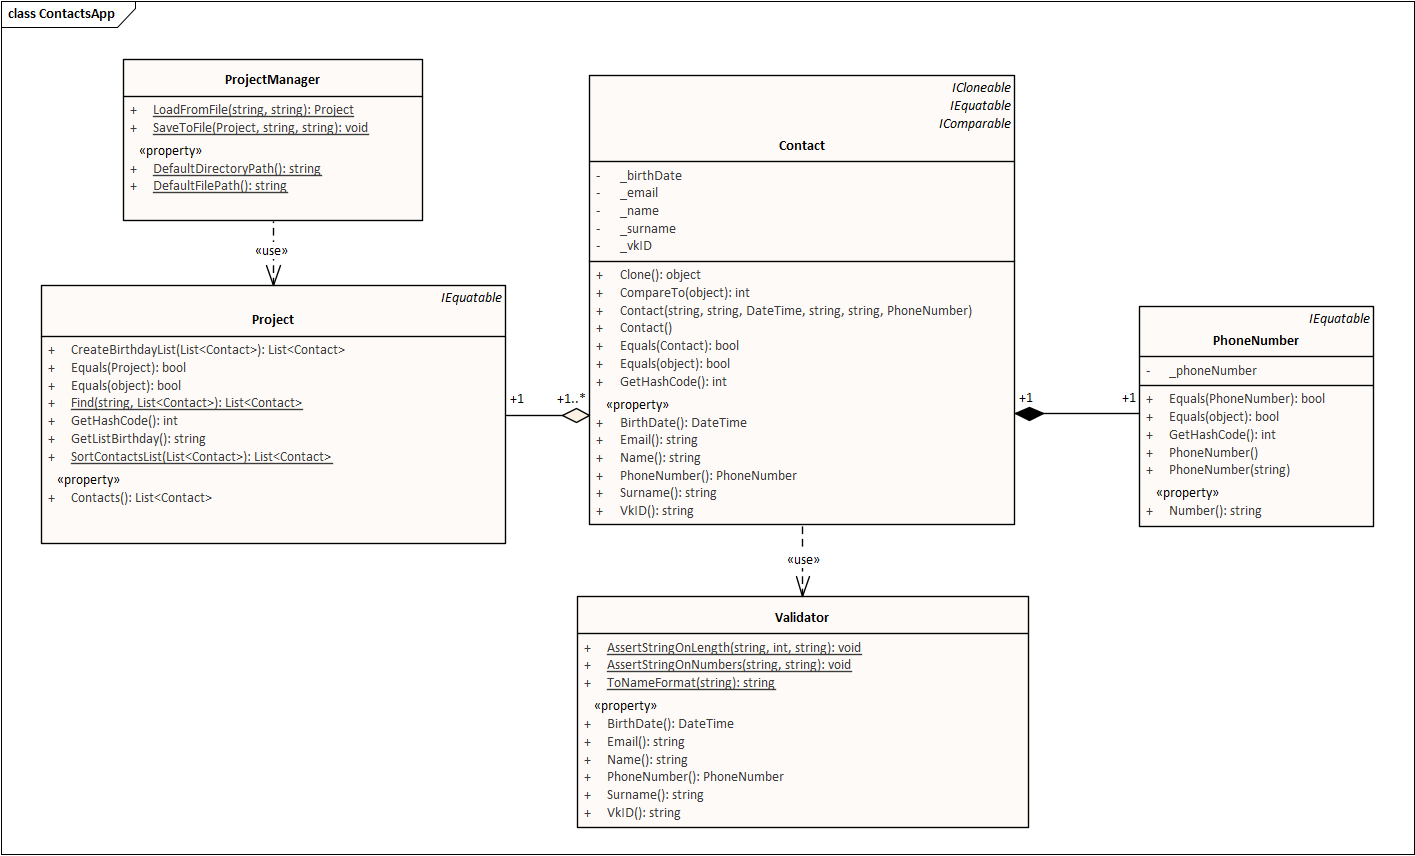 class ContactsApp
ProjectManager
+ LoadFromFile(string, string): Project
+ SaveToFile(Project, string, string): void
«property»
+ DefaultDirectoryPath(): string
+ DefaultFilePath(): string
«use»
IEquatable
Project
+ CreateBirthdayList(List<Contact>): List<Contact>
+ Equals(Project): bool
+ Equals(object): bool
+ Find(string, List<Contact>): List<Contact>
+ GetHashCode(): int
+ GetListBirthday(): string
+ SortContactsList(List<Contact>): List<Contact>
«property»
+ Contacts(): List<Contact>
+1
+1..*
ICloneable
IEquatable
IComparable
Contact
- _birthDate
- _email
- _name
- _surname
- _vkID
+ Clone(): object
+ CompareTo(object): int
+ Contact(string, string, DateTime, string, string, PhoneNumber)
+ Contact()
+ Equals(Contact): bool
+ Equals(object): bool
+ GetHashCode(): int
«property»
+ BirthDate(): DateTime
+ Email(): string
+ Name(): string
+ PhoneNumber(): PhoneNumber
+ Surname(): string
+ VkID(): string
+1
+1
IEquatable
PhoneNumber
- _phoneNumber
+ Equals(PhoneNumber): bool
+ Equals(object): bool
+ GetHashCode(): int
+ PhoneNumber()
+ PhoneNumber(string)
«property»
+ Number(): string
«use»
Validator
+ AssertStringOnLength(string, int, string): void
+ AssertStringOnNumbers(string, string): void
+ ToNameFormat(string): string
«property»
+ BirthDate(): DateTime
+ Email(): string
+ Name(): string
+ PhoneNumber(): PhoneNumber
+ Surname(): string
+ VkID(): string